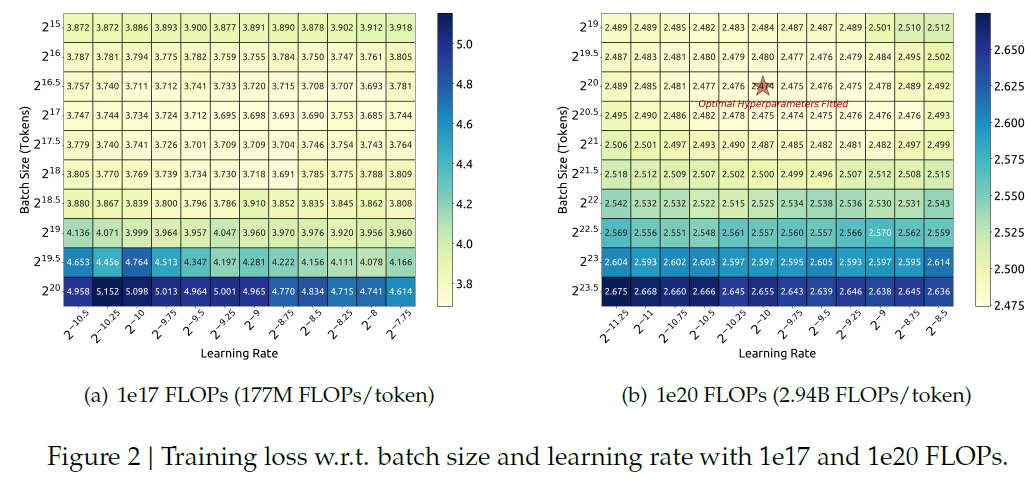 2^15 3.872 3.872 3.886 3.893 3.900 3.877 3.891 3.890 3.878 3.902 3.912 3.918
2^16 3.787 3.781 3.794 3.775 3.788 3.759 3.755 3.784 3.750 3.747 3.761 3.805
2^16.5 3.757 3.740 3.711 3.732 3.742 3.715 3.715 3.708 3.707 3.673 3.693 3.781
2^17 3.747 3.744 3.734 3.724 3.712 3.695 3.698 3.707 3.690 3.753 3.685 3.744
2^17.5 3.779 3.740 3.741 3.726 3.701 3.709 3.709 3.704 3.746 3.754 3.743 3.764
2^18 3.805 3.770 3.769 3.739 3.734 3.730 3.718 3.691 3.785 3.775 3.788 3.809
2^18.5 3.880 3.867 3.839 3.800 3.796 3.786 3.910 3.852 3.835 3.845 3.862 3.808
2^19 4.136 4.071 3.999 3.964 3.957 4.047 3.960 3.970 3.976 3.920 3.956 3.960
2^19.5 4.653 4.456 4.764 4.513 4.347 4.197 4.281 4.222 4.156 4.111 4.078 4.166
2^20 4.958 5.152 5.098 5.013 4.964 5.001 4.965 4.770 4.834 4.715 4.741 4.614
Batch Size (Tokens)
2^−10.5 2^−10.25 2^−10 2^−9.75 2^−9.5 2^−9.25 2^−9 2^−8.75 2^−8.5 2^−8.25 2^−8 2^−7.75
Learning Rate
5.0
4.8
4.6
4.4
4.2
4.0
3.8
(a) 1e17 FLOPs (177M FLOPs/token)
2^19 2.489 2.489 2.485 2.481 2.484 2.484 2.485 2.489 2.489 2.501 2.510 2.512
2^19.5 2.487 2.483 2.481 2.480 2.476 2.481 2.479 2.480 2.477 2.480 2.489 2.502
2^20 2.489 2.485 2.481 2.477 2.476 2.474 2.475 2.476 2.475 2.479 2.481 2.492
Optimal Hyperparameters Fitted
2^20.5 2.495 2.490 2.486 2.482 2.478 2.475 2.474 2.475 2.476 2.476 2.476 2.493
2^21 2.506 2.501 2.497 2.493 2.490 2.487 2.485 2.482 2.481 2.482 2.497 2.499
2^21.5 2.518 2.512 2.509 2.507 2.502 2.500 2.499 2.496 2.507 2.512 2.508 2.515
2^22 2.542 2.532 2.532 2.522 2.515 2.525 2.534 2.538 2.536 2.530 2.531 2.543
2^22.5 2.569 2.556 2.551 2.548 2.561 2.557 2.560 2.559 2.559 2.570 2.562 2.559
2^23 2.604 2.593 2.602 2.603 2.597 2.597 2.595 2.605 2.593 2.597 2.595 2.614
2^23.5 2.675 2.668 2.660 2.666 2.645 2.655 2.643 2.639 2.646 2.638 2.645 2.636
Batch Size (Tokens)
2^−11.25 2^−11 2^−10.75 2^−10.5 2^−10.25 2^−10 2^−9.75 2^−9.5 2^−9.25 2^−9 2^−8.75 2^−8.5
Learning Rate
2.650
2.625
2.600
2.575
2.550
2.525
2.500
2.475
(b) 1e20 FLOPs (2.94B FLOPs/token)
Figure 2 | Training loss w.r.t. batch size and learning rate with 1e17 and 1e20 FLOPs.